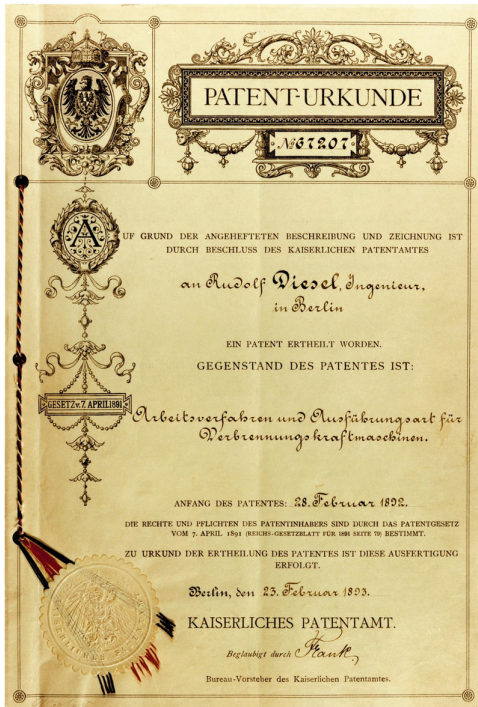 PATENT-URKUNDE
№ 67207
AUF GRUND DER ANGEHEFTETEN BESCHREIBUNG UND ZEICHNUNG IST
DURCH BESCHLUSS DES KAISERLICHEN PATENTAMTES
an Rudolf Diesel, Ingenieur,
in Berlin
EIN PATENT ERTHEILT WORDEN.
GEGENSTAND DES PATENTES IST:
GESETZ v. 7. APRIL 1891
Arbeitsverfahren und Ausführungsart für
Verbrennungskraftmaschinen.
ANFANG DES PATENTES: 28. Februar 1892.
DIE RECHTE UND PFLICHTEN DES PATENTINHABERS SIND DURCH DAS PATENTGESETZ
VOM 7. APRIL 1891 (REICHS-GESETZBLATT FÜR 1891 SEITE 79) BESTIMMT.
ZU URKUND DER ERTHEILUNG DES PATENTES IST DIESE AUSFERTIGUNG
ERFOLGT.
Berlin, den 23. Februar 1893.
KAISERLICHES PATENTAMT.
Beglaubigt durch Frank,
Bureau-Vorsteher des Kaiserlichen Patentamtes.